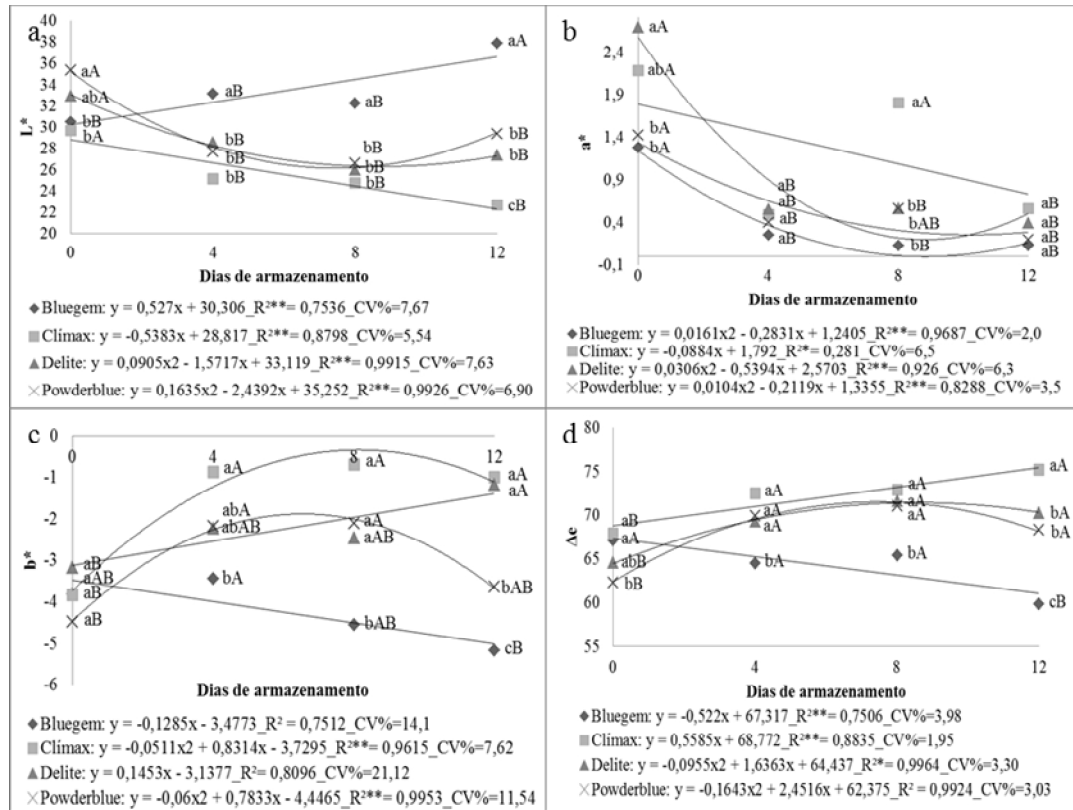 a
40
38
36
34
32
30
28
26
24
22
20
L*
aA
abA
bB
bA
aB
bB
bB
bB
aB
bB
bB
bB
aA
bB
bB
cB
0
4
8
12
Dias de armazenamento
Bluegem: y = 0,527x + 30,306_R²**= 0,7536_CV%=7,67
Clímax: y = -0,5383x + 28,817_R²**= 0,8798_CV%=5,54
Delite: y = 0,0905x2 - 1,5717x + 33,119_R²**= 0,9915_CV%=7,63
Powderblue: y = 0,1635x2 - 2,4392x + 35,252_R²**= 0,9926_CV%=6,90
b
2,4
1,9
1,4
0,9
0,4
-0,1
a*
aA
abA
bA
bA
aB
aB
aB
aB
aA
bB
bAB
bB
aB
aB
aB
aB
0
4
8
12
Dias de armazenamento
Bluegem: y = 0,0161x2 - 0,2831x + 1,2405_R²**= 0,9687_CV%=2,0
Clímax: y = -0,0884x + 1,792_R²*= 0,281_CV%=6,5
Delite: y = 0,0306x2 - 0,5394x + 2,5703_R²**= 0,926_CV%=6,3
Powderblue: y = 0,0104x2 - 0,2119x + 1,3355_R²**= 0,8288_CV%=3,5
c
0
-1
-2
-3
-4
-5
-6
b*
0
4
8
12
aB
aAB
aB
aB
aA
abA
abAB
bA
aA
aA
aAB
bAB
aA
aA
bAB
cB
Dias de armazenamento
Bluegem: y = -0,1285x - 3,4773_R² = 0,7512_CV%=14,1
Clímax: y = -0,0511x2 + 0,8314x - 3,7295_R²**= 0,9615_CV%=7,62
Delite: y = 0,1453x - 3,1377_R²= 0,8096_CV%=21,12
Powderblue: y = -0,06x2 + 0,7833x - 4,4465_R²**= 0,9953_CV%=11,54
d
80
75
70
65
60
55
Δe
aB
aA
abB
bB
aA
aA
aA
bA
aA
aA
aA
bA
aA
bA
bA
cB
0
4
8
12
Dias de armazenamento
Bluegem: y = -0,522x + 67,317_R²**= 0,7506_CV%=3,98
Clímax: y = 0,5585x + 68,772_R²**= 0,8835_CV%=1,95
Delite: y = -0,0955x2 + 1,6363x + 64,437_R²*= 0,9964_CV%=3,30
Powderblue: y = -0,1643x2 + 2,4516x + 62,375_R² = 0,9924_CV%=3,03